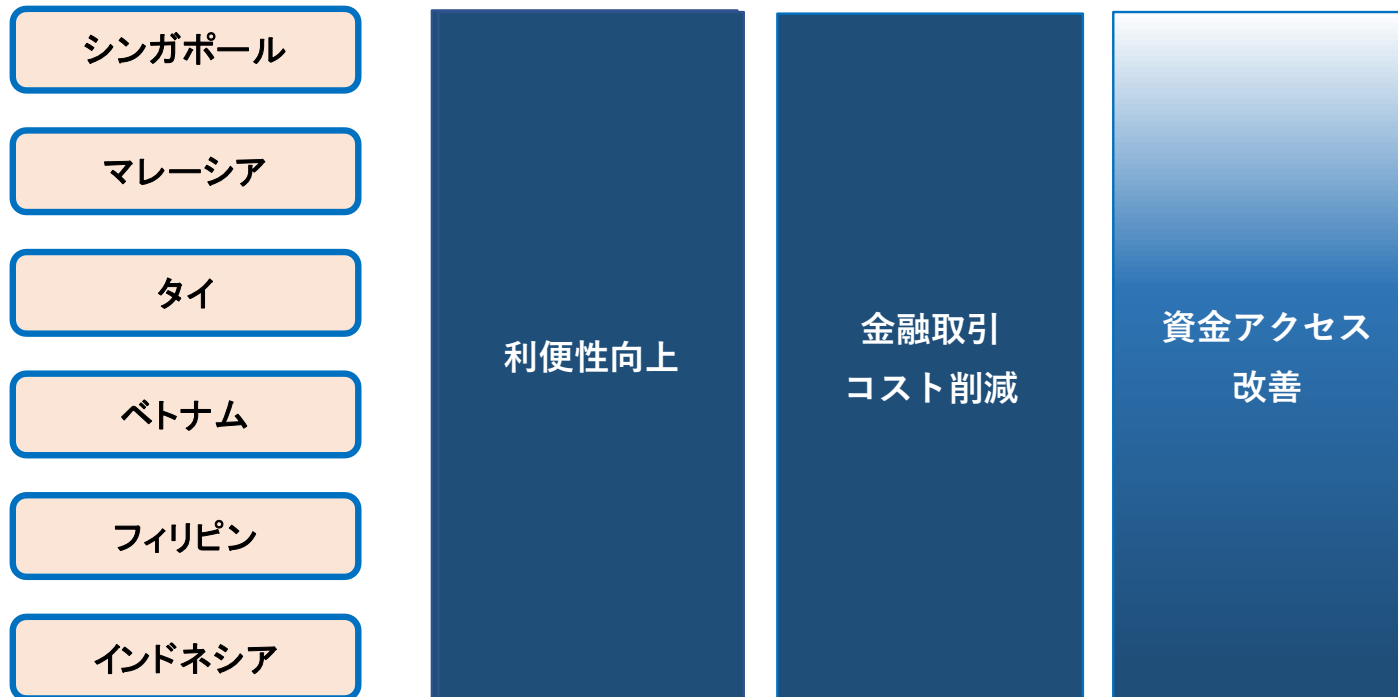 シンガポール
マレーシア
タイ
ベトナム
フィリピン
インドネシア
利便性向上
金融取引
コスト削減
資金アクセス
改善